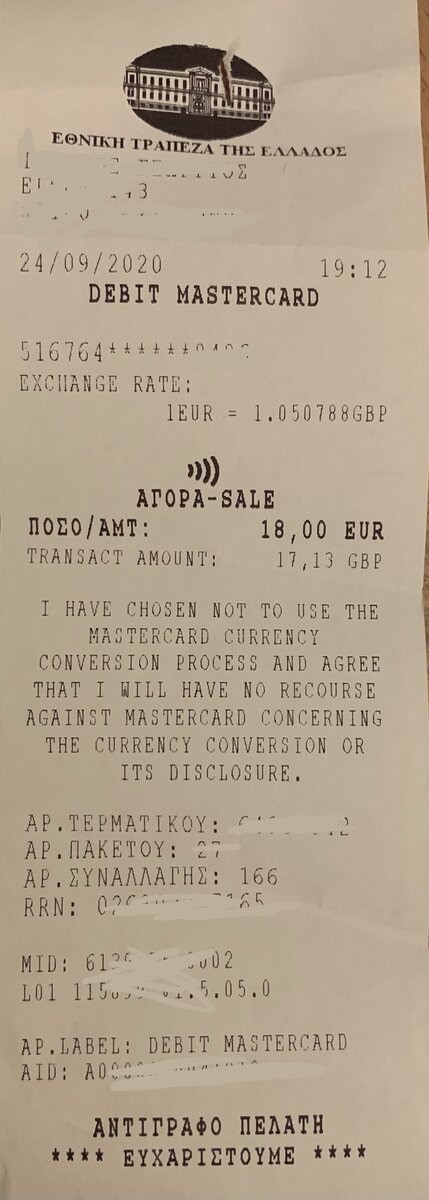 ΕΘΝΙΚΗ ΤΡΑΠΕΖΑ ΤΗΣ ΕΛΛΑΔΟΣ
24/09/2020 19:12
DEBIT MASTERCARD
EXCHANGE RATE:
1EUR = 1.050788GBP
ΑΓΟΡΑ-SALE
ΠΟΣΟ/AMT: 18,00 EUR
TRANSACT AMOUNT: 17,13 GBP
I HAVE CHOSEN NOT TO USE THE
MASTERCARD CURRENCY
CONVERSION PROCESS AND AGREE
THAT I WILL HAVE NO RECOURSE
AGAINST MASTERCARD CONCERNING
THE CURRENCY CONVERSION OR
ITS DISCLOSURE.
ΑΡ.ΤΕΡΜΑΤΙΚΟΥ:
ΑΡ.ΠΑΚΕΤΟΥ: 27
ΑΡ.ΣΥΝΑΛΛΑΓΗΣ: 166
RRN:
MID:
L01
AP.LABEL: DEBIT MASTERCARD
AID:
ΑΝΤΙΓΡΑΦΟ ΠΕΛΑΤΗ
**** ΕΥΧΑΡΙΣΤΟΥΜΕ ****